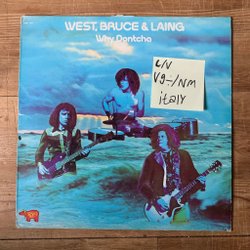 WEST, BRUCE & LAING
Why Dontcha
C/V
VG-/NM
italy